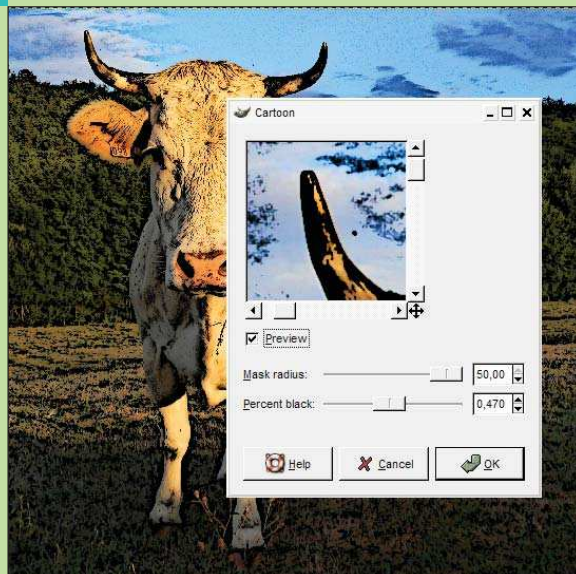 Cartoon
Preview
Mask radius: 50,00
Percent black: 0,470
Help Cancel OK